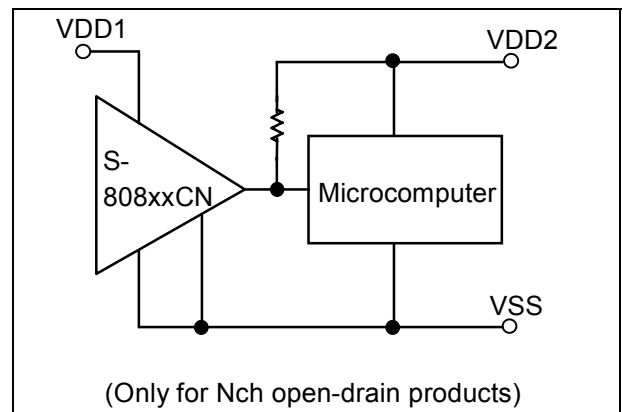 VDD1
VDD2
S-
808xxCN
Microcomputer
VSS
(Only for Nch open-drain products)